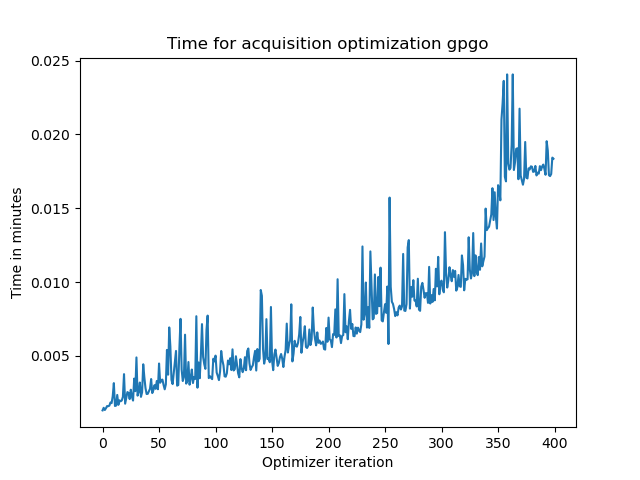 Time for acquisition optimization gpgo
0.025
0.020
0.015
0.010
0.005
Time in minutes
0 50 100 150 200 250 300 350 400
Optimizer iteration